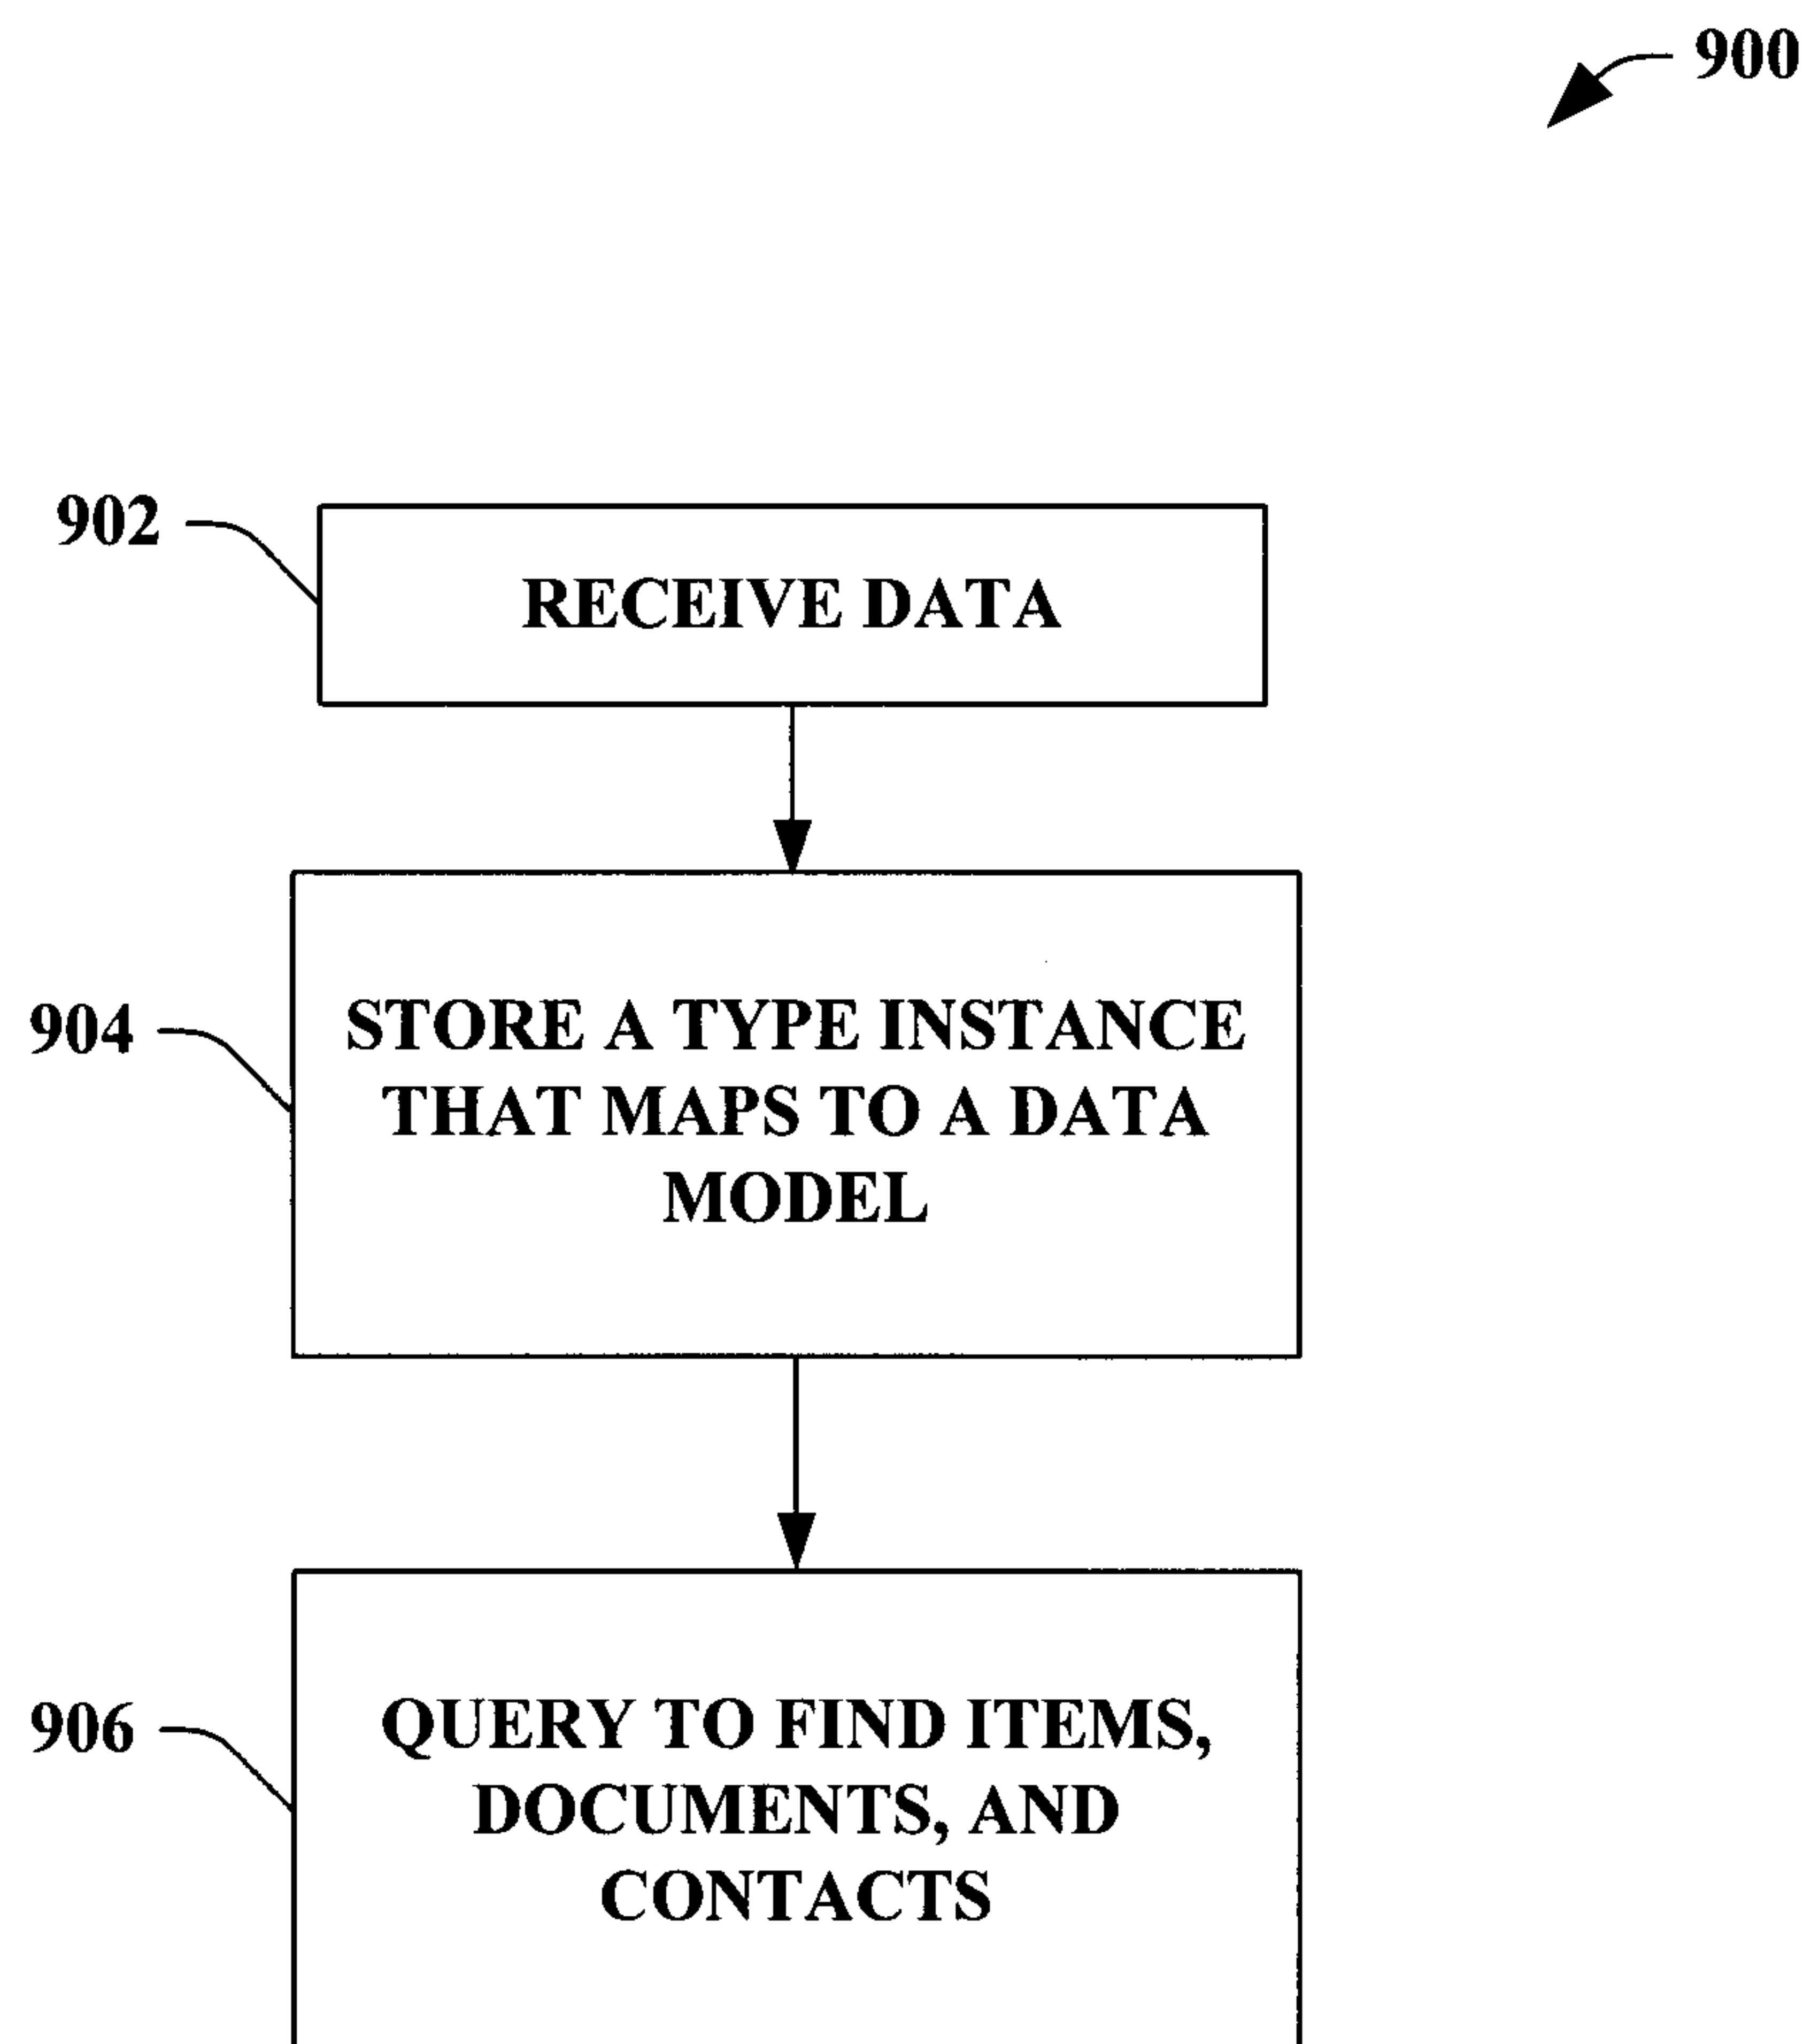 900
902
RECEIVE DATA
904
STORE A TYPE INSTANCE
THAT MAPS TO A DATA
MODEL
906
QUERY TO FIND ITEMS,
DOCUMENTS, AND
CONTACTS